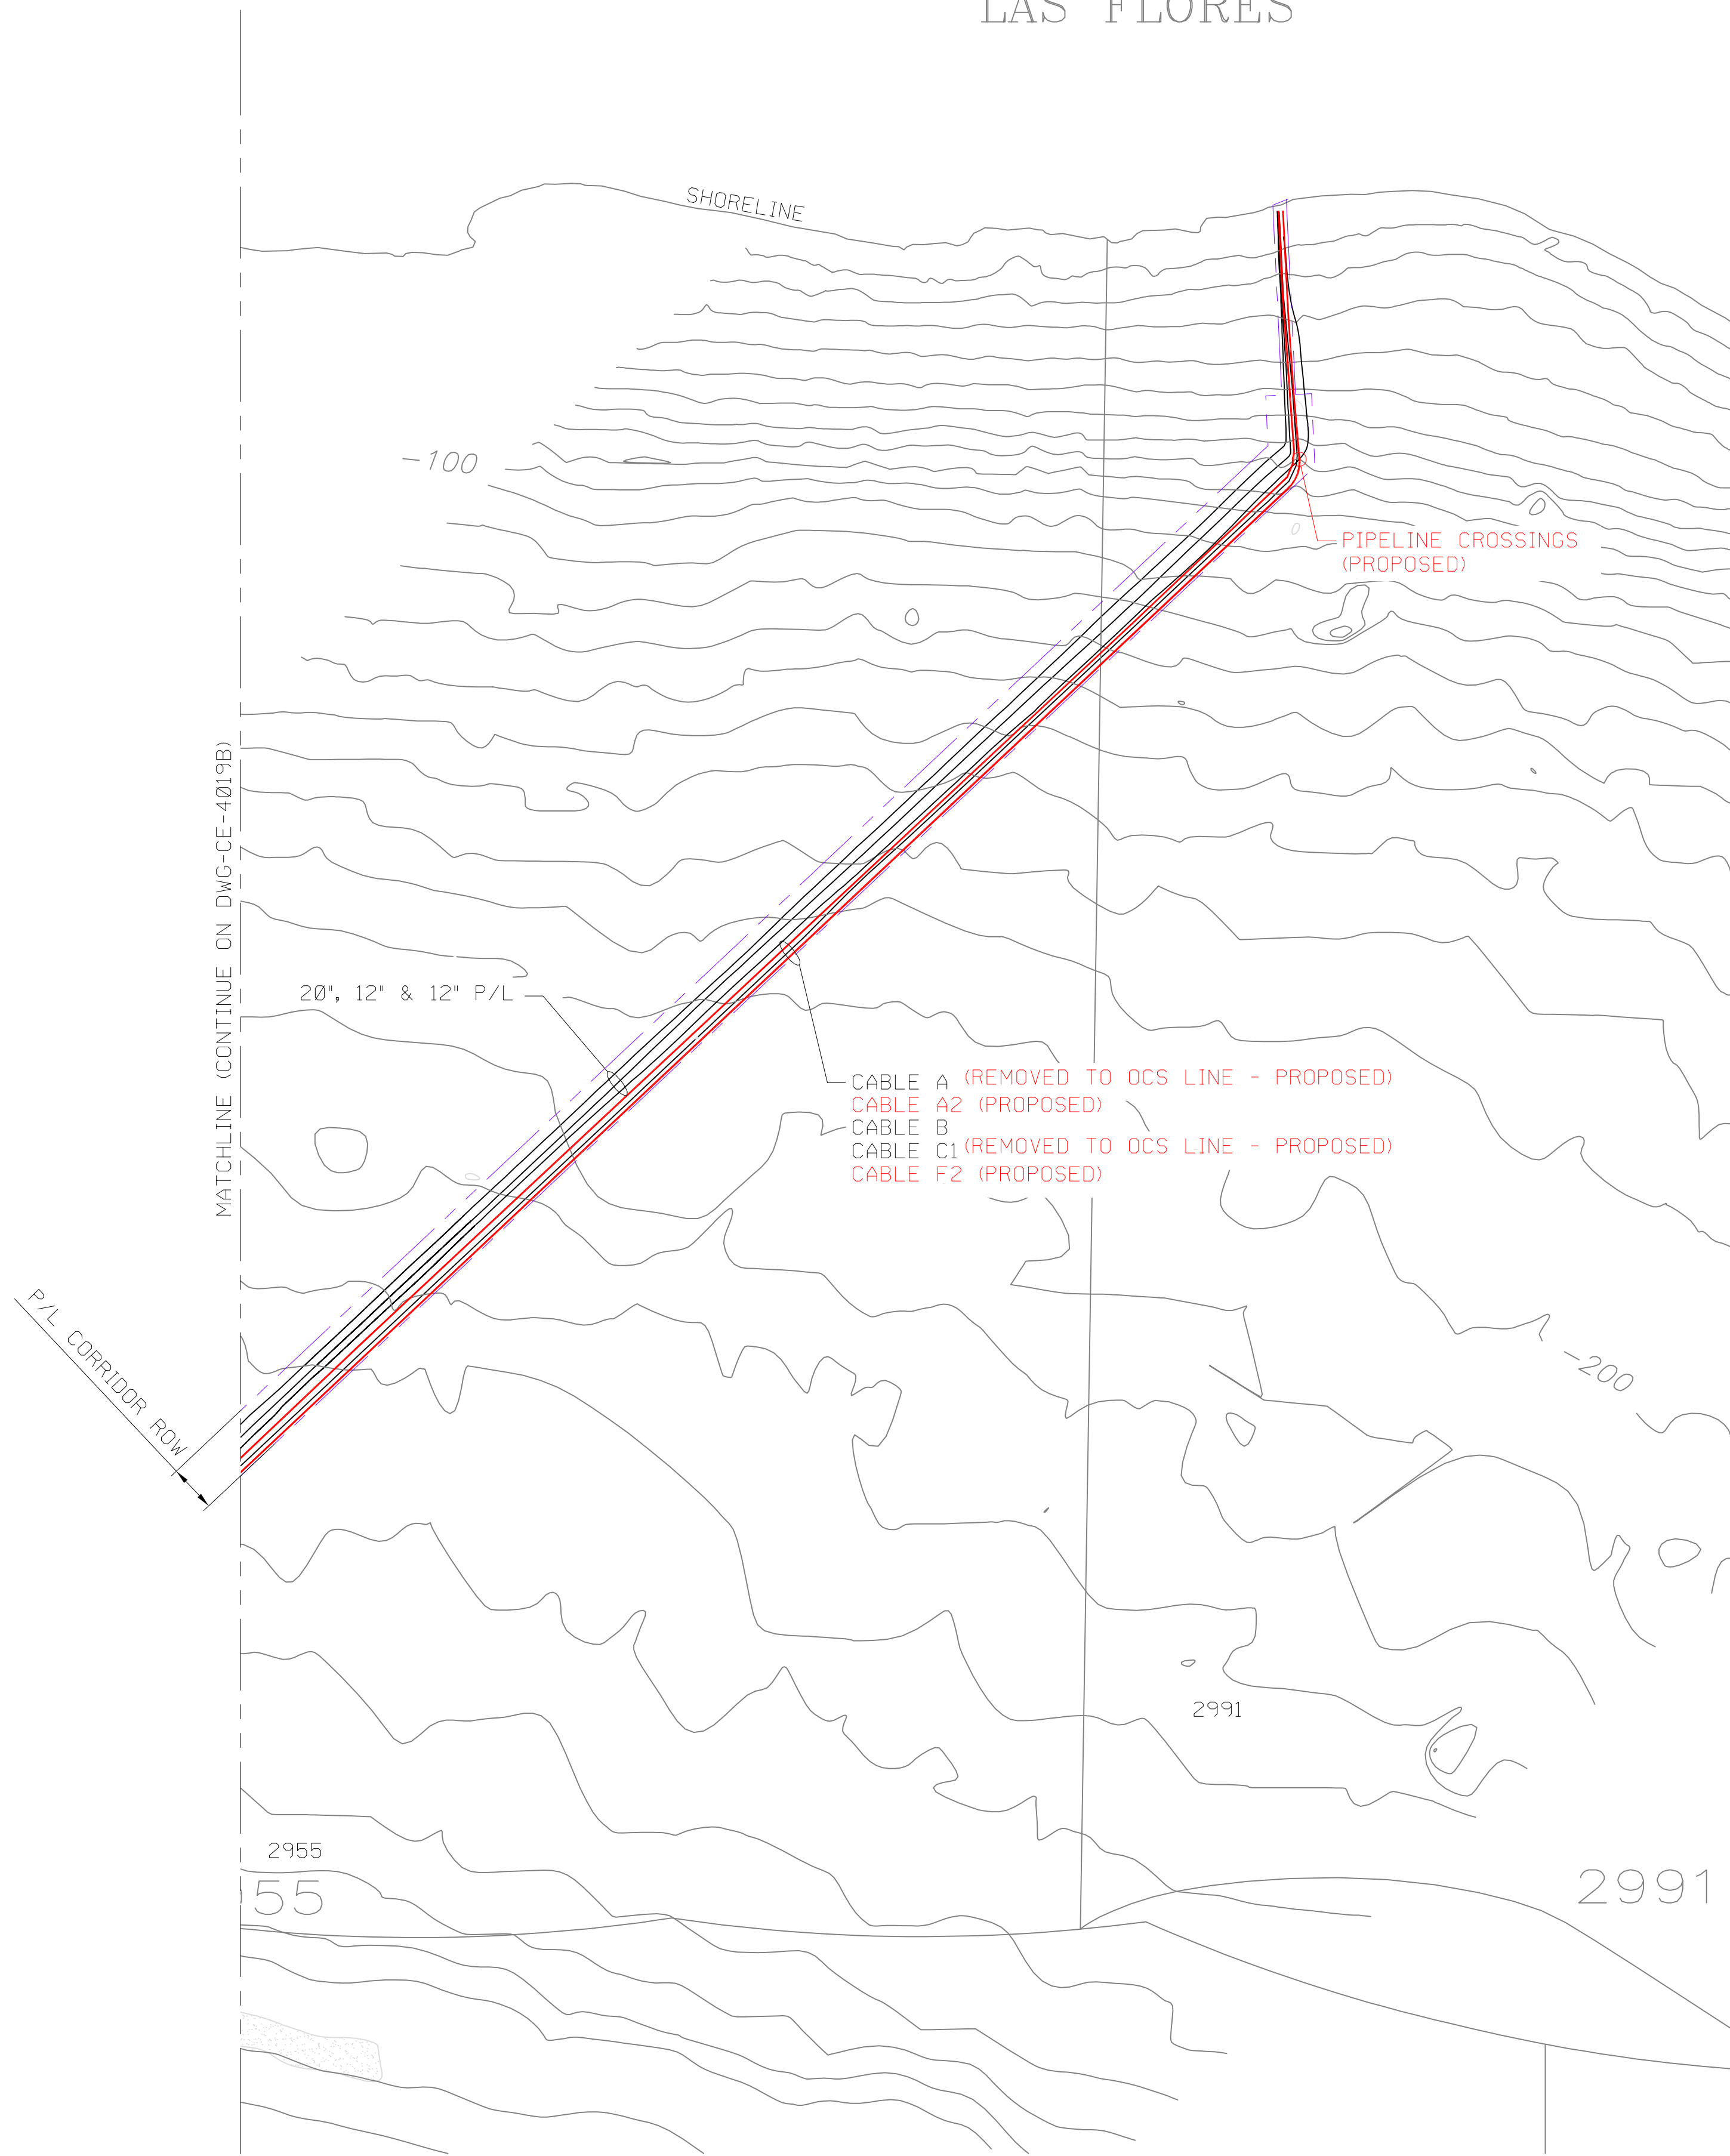 LAS FLORES
SHORELINE
-100
PIPELINE CROSSINGS
(PROPOSED)
MATCHLINE (CONTINUE ON DWG-CE-4019B)
20", 12" & 12" P/L
CABLE A (REMOVED TO OCS LINE - PROPOSED)
CABLE A2 (PROPOSED)
CABLE B
CABLE C1 (REMOVED TO OCS LINE - PROPOSED)
CABLE F2 (PROPOSED)
P/L CORRIDOR ROW
-200
2991
2955
55
2991